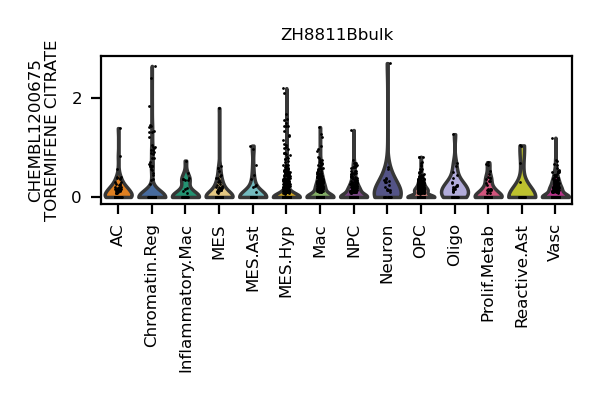 ZH8811Bbulk
CHEMBL1200675
TOREMIFENE CITRATE
2
0
AC
Chromatin.Reg
Inflammatory.Mac
MES
MES.Ast
MES.Hyp
Mac
NPC
Neuron
OPC
Oligo
Prolif.Metab
Reactive.Ast
Vasc